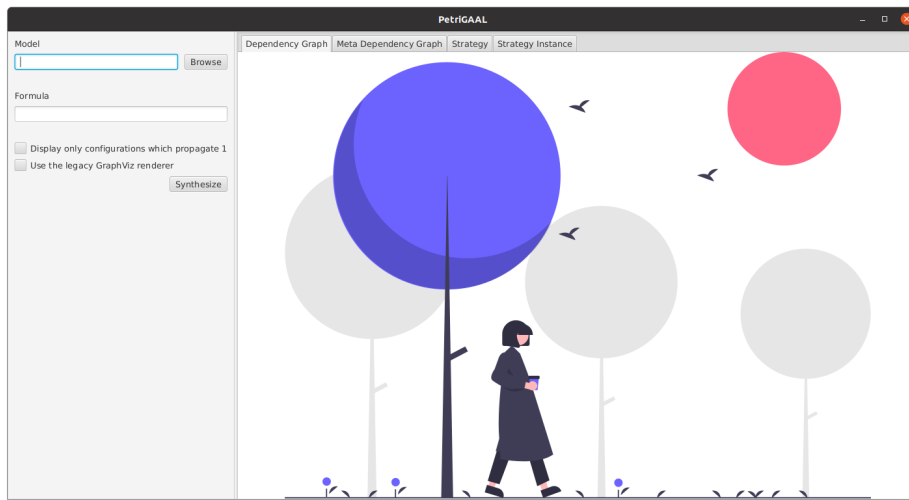 PetriGAAL
Model
Browse
Formula
Display only configurations which propagate 1
Use the legacy GraphViz renderer
Synthesize
Dependency Graph Meta Dependency Graph Strategy Strategy Instance